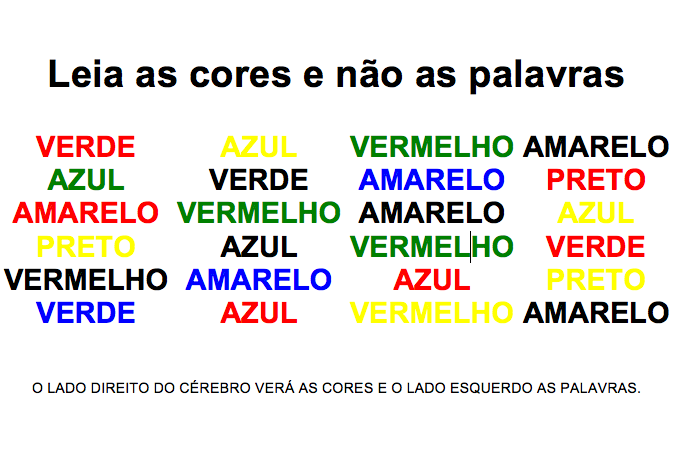 Leia as cores e não as palavras
VERDE AZUL VERMELHO AMARELO
AZUL VERDE AMARELO PRETO
AMARELO VERMELHO AMARELO AZUL
PRETO AZUL VERMELHO VERDE
VERMELHO AMARELO AZUL PRETO
VERDE AZUL VERMELHO AMARELO
O LADO DIREITO DO CÉREBRO VERÁ AS CORES E O LADO ESQUERDO AS PALAVRAS.